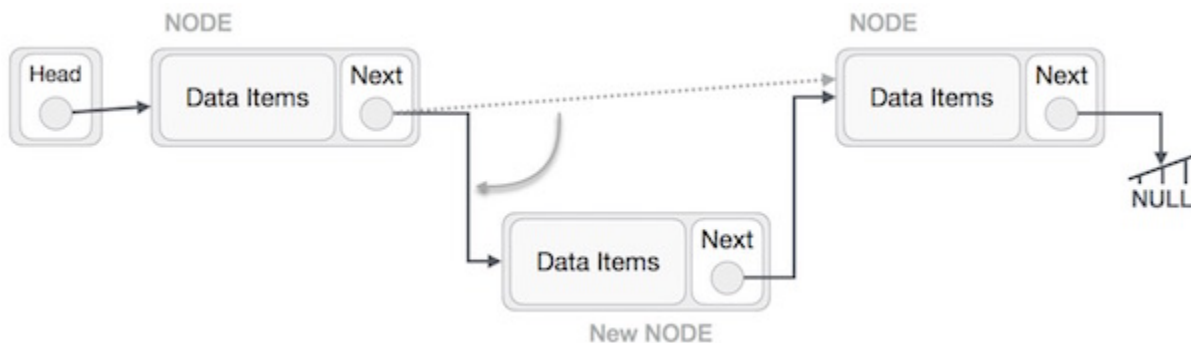 NODE
NODE
Head
Data Items
Next
Data Items
Next
NULL
Data Items
Next
New NODE